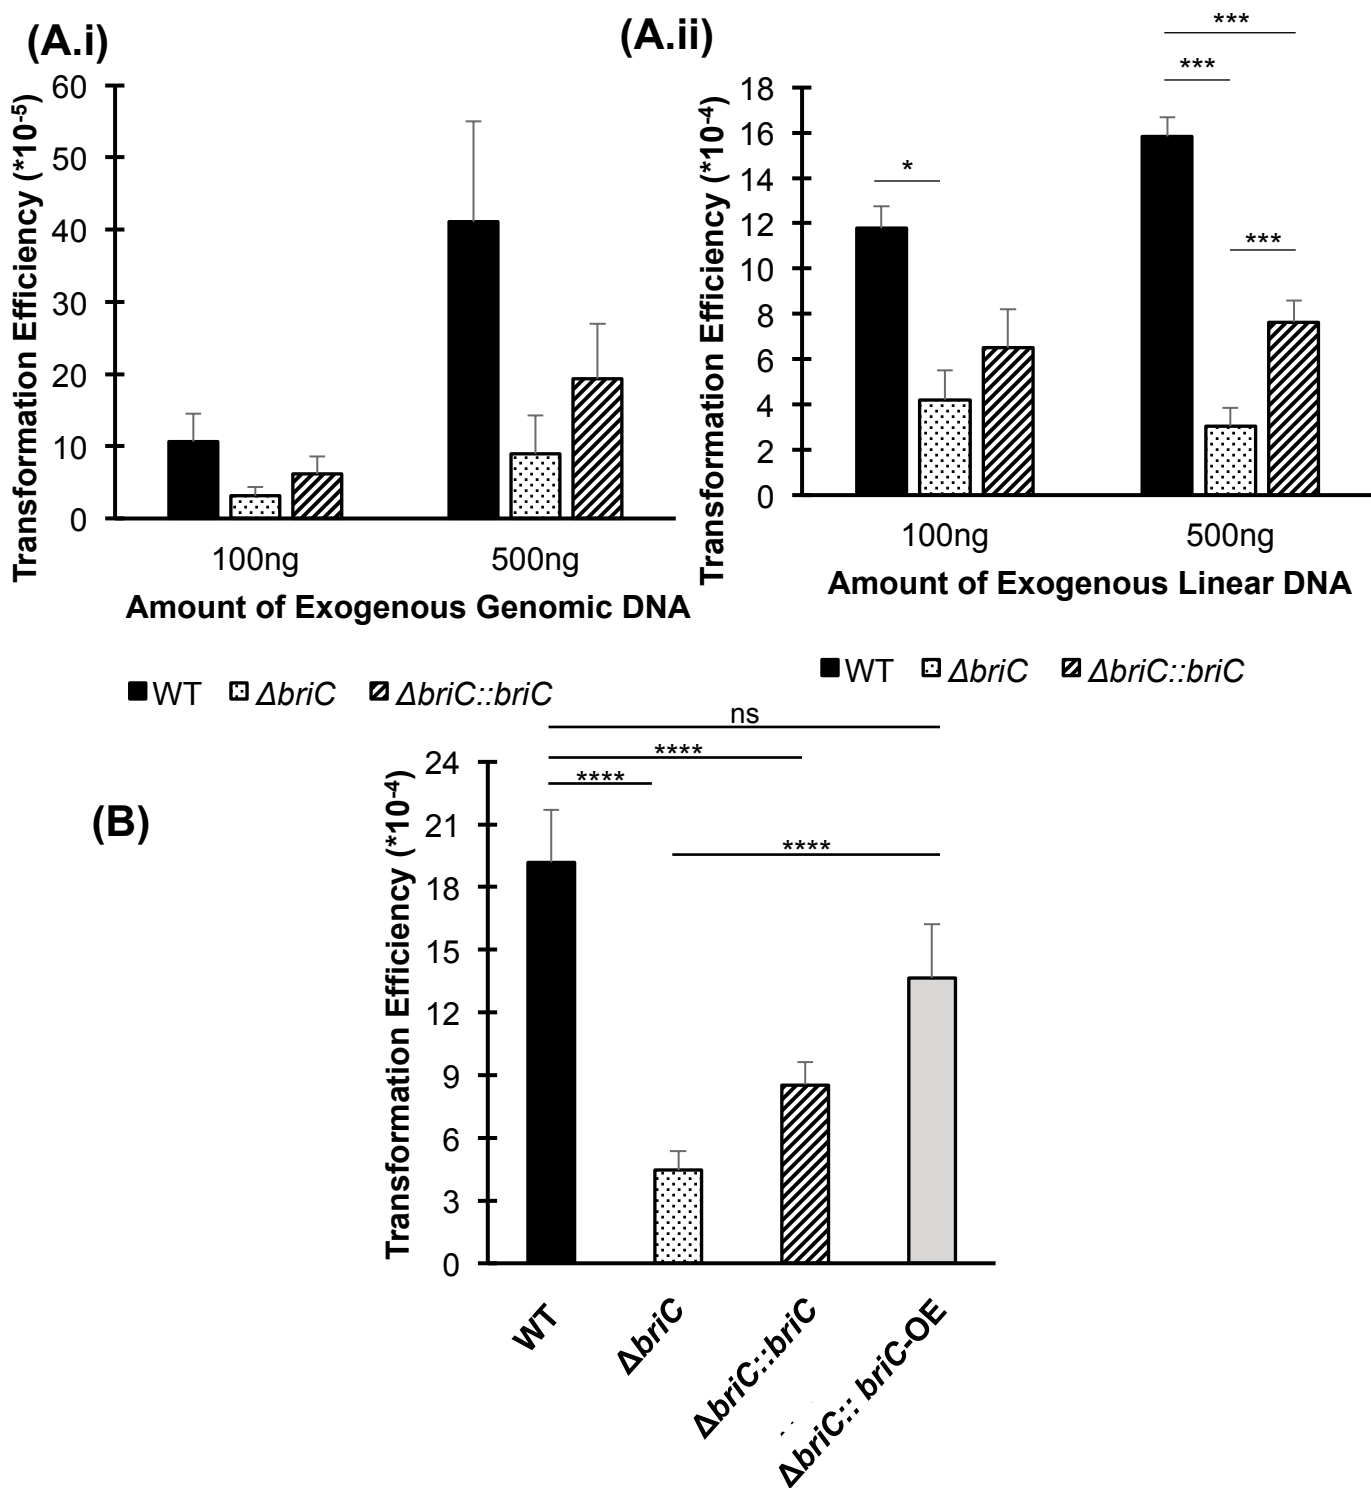 (A.i)
Transformation Efficiency (*10-5)
60
50
40
30
20
10
0
100ng 500ng
Amount of Exogenous Genomic DNA
WT ΔbriC ΔbriC::briC
(A.ii)
Transformation Efficiency (*10-4)
18
16
14
12
10
8
6
4
2
0
*
***
***
***
100ng 500ng
Amount of Exogenous Linear DNA
WT ΔbriC ΔbriC::briC
(B)
Transformation Efficiency (*10-4)
24
21
18
15
12
9
6
3
0
ns
****
****
****
WT
ΔbriC
ΔbriC::briC
ΔbriC:: briC-OE